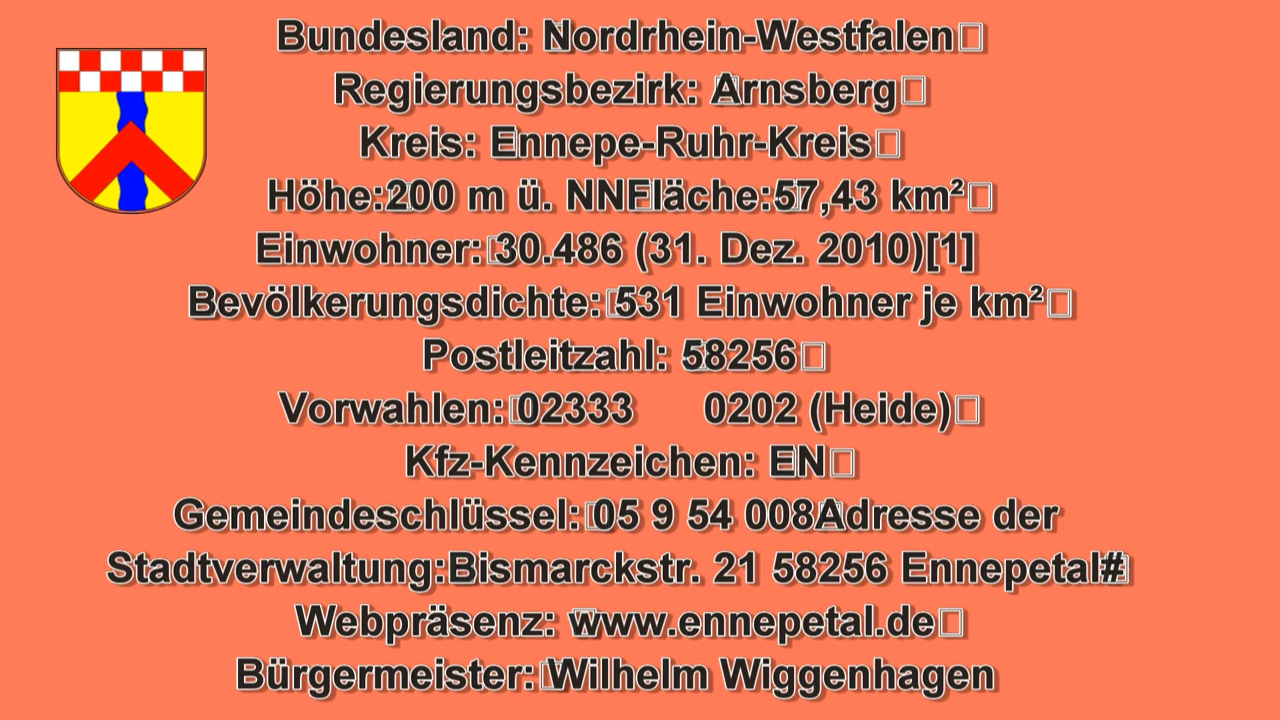 Bundesland: Nordrhein-Westfalen
Regierungsbezirk: Arnsberg
Kreis: Ennepe-Ruhr-Kreis
Höhe:200 m ü. NNFläche:57,43 km²
Einwohner: 30.486 (31. Dez. 2010)[1]
Bevölkerungsdichte: 531 Einwohner je km²
Postleitzahl: 58256
Vorwahlen: 02333 0202 (Heide)
Kfz-Kennzeichen: EN
Gemeindeschlüssel: 05 9 54 008Adresse der
Stadtverwaltung:Bismarckstr. 21 58256 Ennepetal#
Webpräsenz: www.ennepetal.de
Bürgermeister: Wilhelm Wiggenhagen